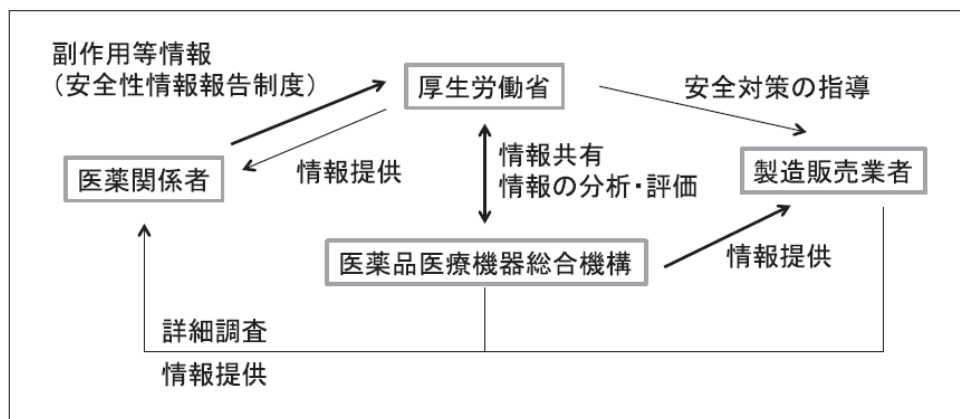 副作用等情報
（安全性情報報告制度）
厚生労働省
安全対策の指導
医薬関係者
情報提供
情報共有
情報の分析・評価
製造販売業者
医薬品医療機器総合機構
情報提供
詳細調査
情報提供